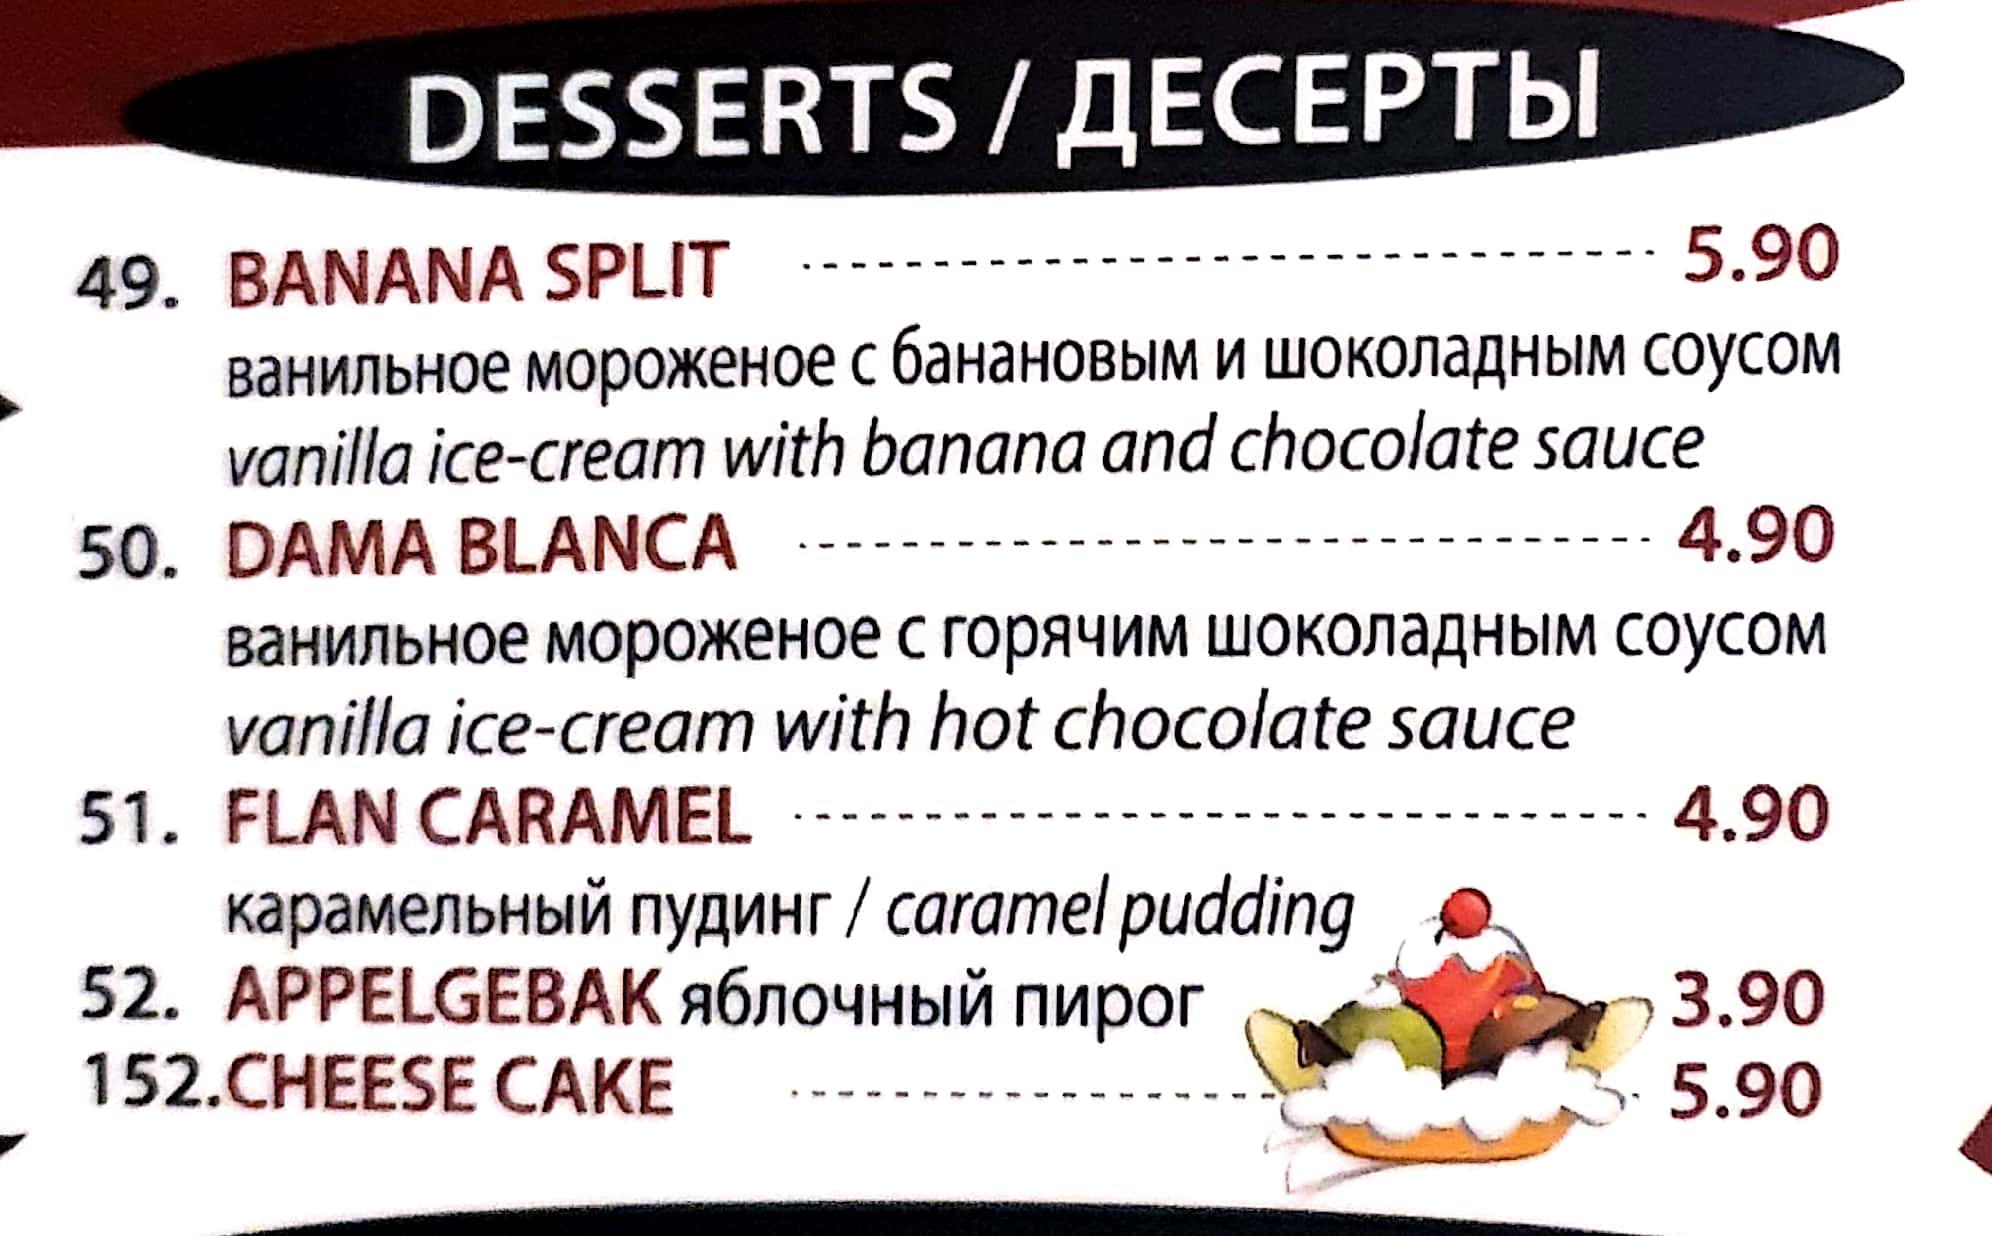 DESSERTS / ДЕСЕРТЫ
49. BANANA SPLIT 5.90
ванильное мороженое с банановым и шоколадным соусом
vanilla ice-cream with banana and chocolate sauce
50. DAMA BLANCA 4.90
ванильное мороженое с горячим шоколадным соусом
vanilla ice-cream with hot chocolate sauce
51. FLAN CARAMEL 4.90
карамельный пудинг / caramel pudding
52. APPELGEBAK яблочный пирог 3.90
152.CHEESE CAKE 5.90